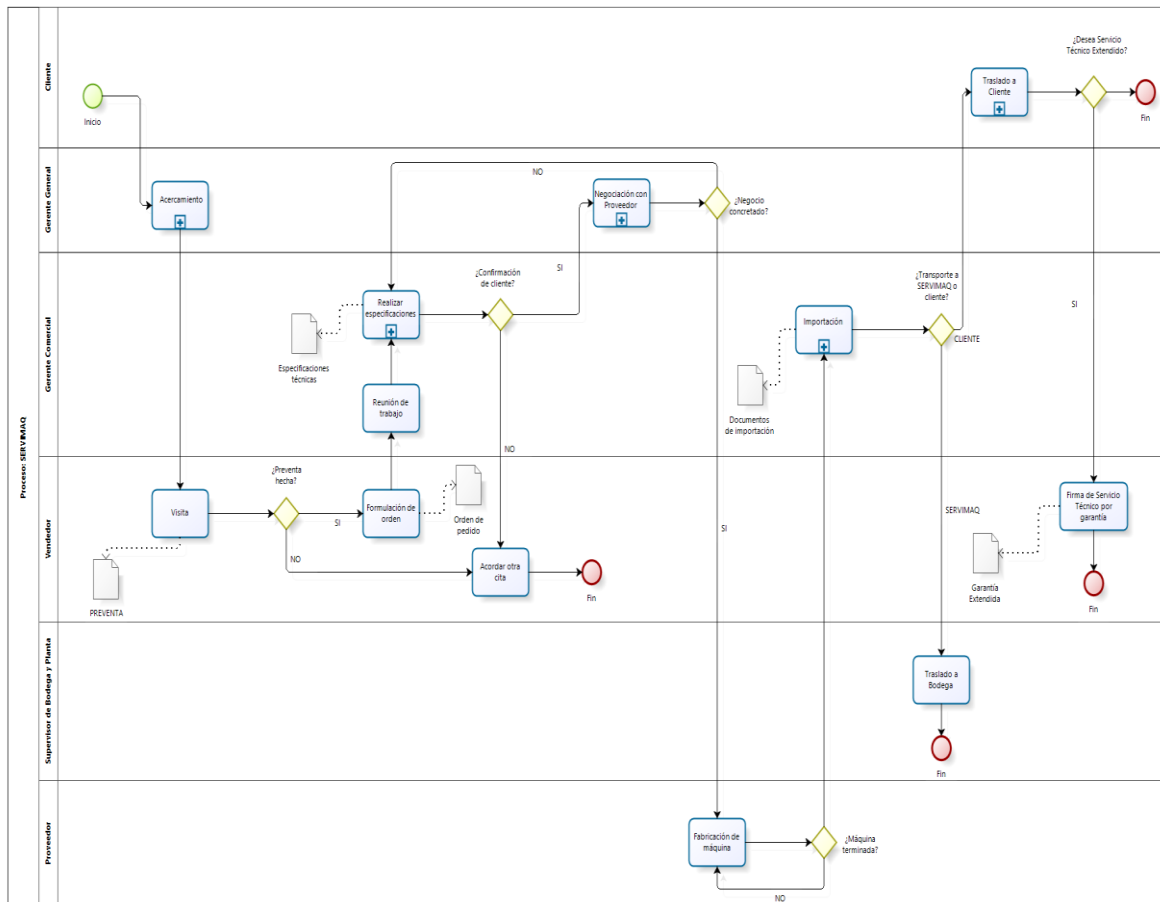 Proceso: SERVIMAQ
Cliente
Inicio
Traslado a
Cliente
¿Desea Servicio
Técnico Extendido?
Fin
Gerente General
Acercamiento
NO
Negociación con
Proveedor
¿Negocio
concretado?
Gerente Comercial
Especificaciones
técnicas
Realizar
especificaciones
Reunión de
trabajo
¿Confirmación
de cliente?
SI
NO
Documentos
de importación
Importación
¿Transporte a
SERVIMAQ o
cliente?
CLIENTE
SI
Vendedor
Visita
PREVENTA
¿Preventa
hecha?
SI
NO
Formulación de
orden
Orden de
pedido
Acordar otra
cita
Fin
SI
SERVIMAQ
Garantía
Extendida
Firma de Servicio
Técnico por
garantía
Fin
Supervisor de Bodega y Planta
Traslado a
Bodega
Fin
Proveedor
Fabricación de
máquina
¿Máquina
terminada?
NO